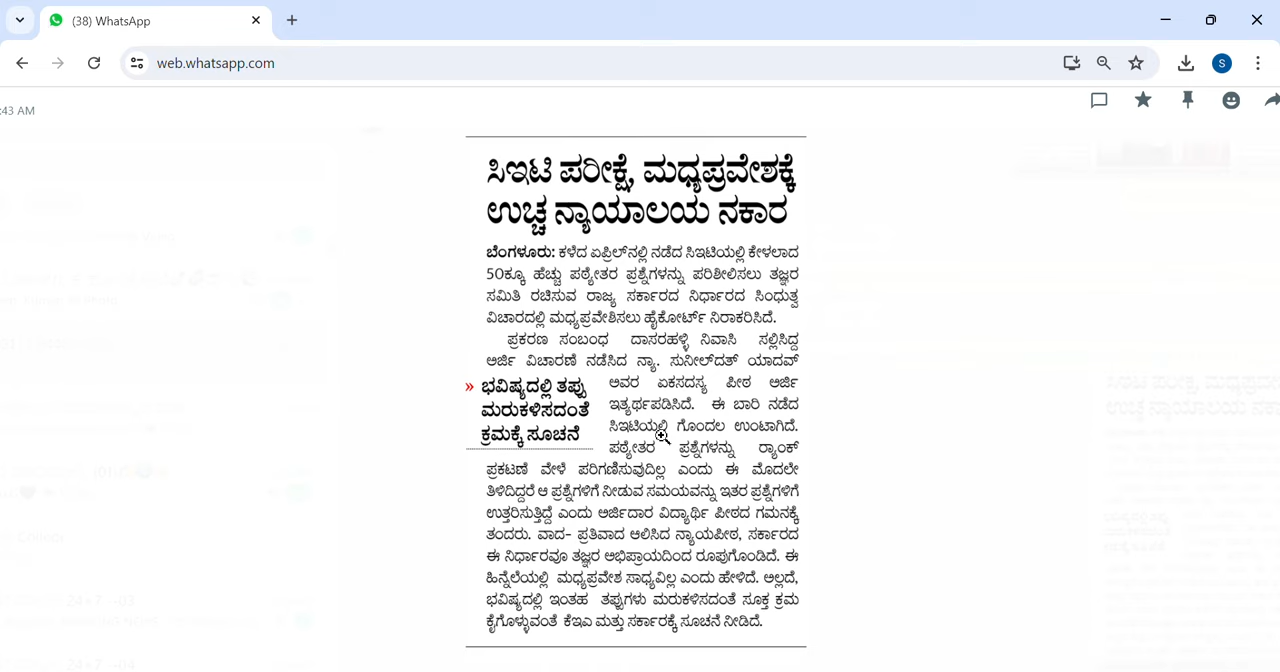 (38) WhatsApp
web.whatsapp.com
S
:43 AM
ಸಿಇಟಿ ಪರೀಕ್ಷೆ, ಮಧ್ಯಪ್ರವೇಶಕ್ಕೆ
ಉಚ್ಚ ನ್ಯಾಯಾಲಯ ನಕಾರ
ಬೆಂಗಳೂರು: ಕಳೆದ ಏಪ್ರಿಲ್‌ನಲ್ಲಿ ನಡೆದ ಸಿಇಟಿಯಲ್ಲಿ ಕೇಳಲಾದ
50ಕ್ಕೂ ಹೆಚ್ಚು ಪಠ್ಯೇತರ ಪ್ರಶ್ನೆಗಳನ್ನು ಪರಿಶೀಲಿಸಲು ತಜ್ಞರ
ಸಮಿತಿ ರಚಿಸುವ ರಾಜ್ಯ ಸರ್ಕಾರದ ನಿರ್ಧಾರದ ಸಿಂಧುತ್ವ
ವಿಚಾರದಲ್ಲಿ ಮಧ್ಯಪ್ರವೇಶಿಸಲು ಹೈಕೋರ್ಟ್ ನಿರಾಕರಿಸಿದೆ.
ಪ್ರಕರಣ ಸಂಬಂಧ ದಾಸರಹಳ್ಳಿ ನಿವಾಸಿ ಸಲ್ಲಿಸಿದ್ದ
ಅರ್ಜಿ ವಿಚಾರಣೆ ನಡೆಸಿದ ನ್ಯಾ. ಸುನೀಲ್‌ದತ್ ಯಾದವ್
» ಭವಿಷ್ಯದಲ್ಲಿ ತಪ್ಪು
ಮರುಕಳಿಸದಂತೆ
ಕ್ರಮಕ್ಕೆ ಸೂಚನೆ
ಅವರ ಏಕಸದಸ್ಯ ಪೀಠ ಅರ್ಜಿ
ಇತ್ಯರ್ಥಪಡಿಸಿದೆ. ಈ ಬಾರಿ ನಡೆದ
ಸಿಇಟಿಯಲ್ಲಿ ಗೊಂದಲ ಉಂಟಾಗಿದೆ.
ಪಠ್ಯೇತರ ಪ್ರಶ್ನೆಗಳನ್ನು ರ‍್ಯಾಂಕ್
ಪ್ರಕಟಣೆ ವೇಳೆ ಪರಿಗಣಿಸುವುದಿಲ್ಲ ಎಂದು ಈ ಮೊದಲೇ
ತಿಳಿದಿದ್ದರೆ ಆ ಪ್ರಶ್ನೆಗಳಿಗೆ ನೀಡುವ ಸಮಯವನ್ನು ಇತರ ಪ್ರಶ್ನೆಗಳಿಗೆ
ಉತ್ತರಿಸುತ್ತಿದ್ದೆ ಎಂದು ಅರ್ಜಿದಾರ ವಿದ್ಯಾರ್ಥಿ ಪೀಠದ ಗಮನಕ್ಕೆ
ತಂದರು. ವಾದ- ಪ್ರತಿವಾದ ಆಲಿಸಿದ ನ್ಯಾಯಪೀಠ, ಸರ್ಕಾರದ
ಈ ನಿರ್ಧಾರವೂ ತಜ್ಞರ ಅಭಿಪ್ರಾಯದಿಂದ ರೂಪುಗೊಂಡಿದೆ. ಈ
ಹಿನ್ನೆಲೆಯಲ್ಲಿ ಮಧ್ಯಪ್ರವೇಶ ಸಾಧ್ಯವಿಲ್ಲ ಎಂದು ಹೇಳಿದೆ. ಅಲ್ಲದೆ,
ಭವಿಷ್ಯದಲ್ಲಿ ಇಂತಹ ತಪ್ಪುಗಳು ಮರುಕಳಿಸದಂತೆ ಸೂಕ್ತ ಕ್ರಮ
ಕೈಗೊಳ್ಳುವಂತೆ ಕೆಇಎ ಮತ್ತು ಸರ್ಕಾರಕ್ಕೆ ಸೂಚನೆ ನೀಡಿದೆ.